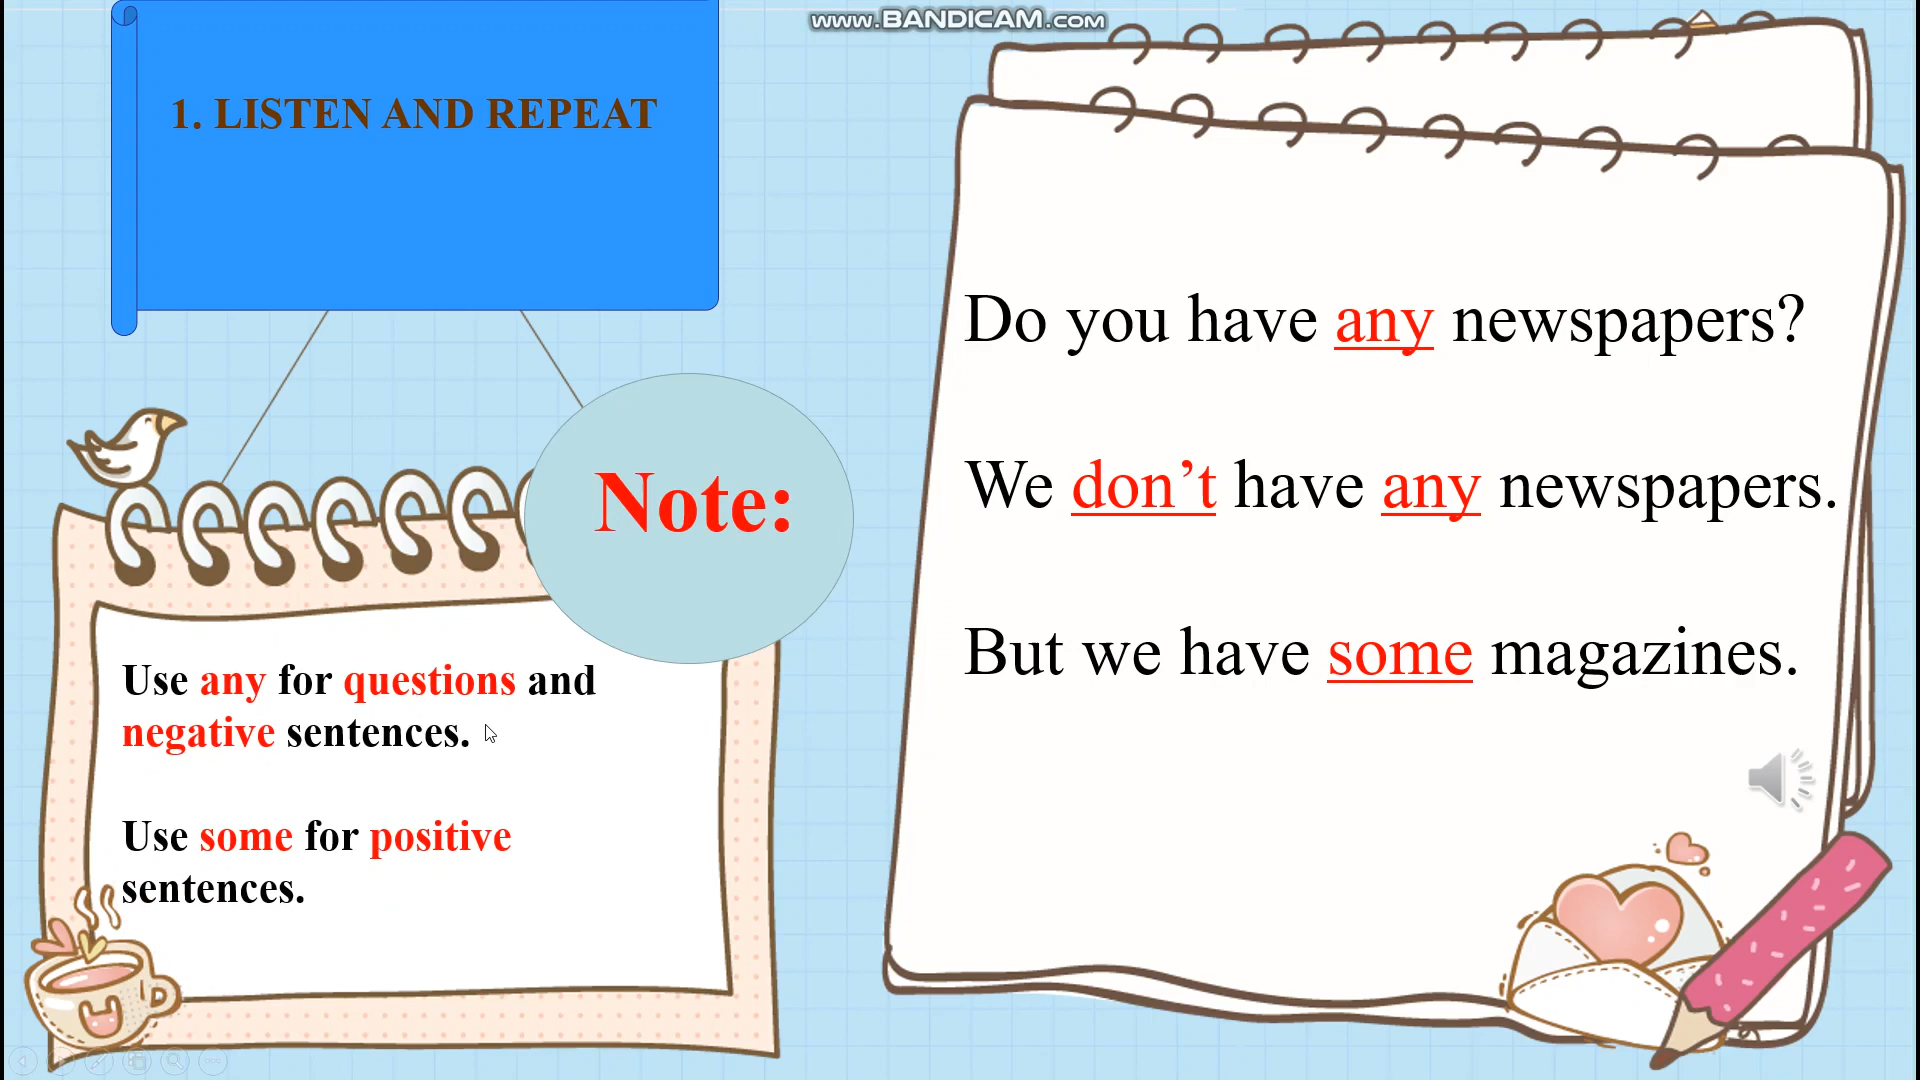 www.BANDICAM.com
1. LISTEN AND REPEAT
Note:
Use any for questions and
negative sentences.
Use some for positive
sentences.
Do you have any newspapers?
We don’t have any newspapers.
But we have some magazines.